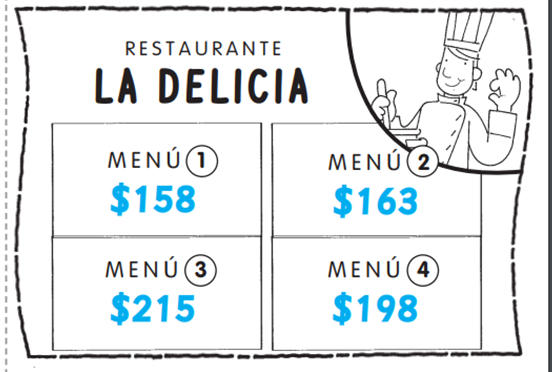 RESTAURANTE
LA DELICIA
MENÚ 1
$158
MENÚ 2
$163
MENÚ 3
$215
MENÚ 4
$198